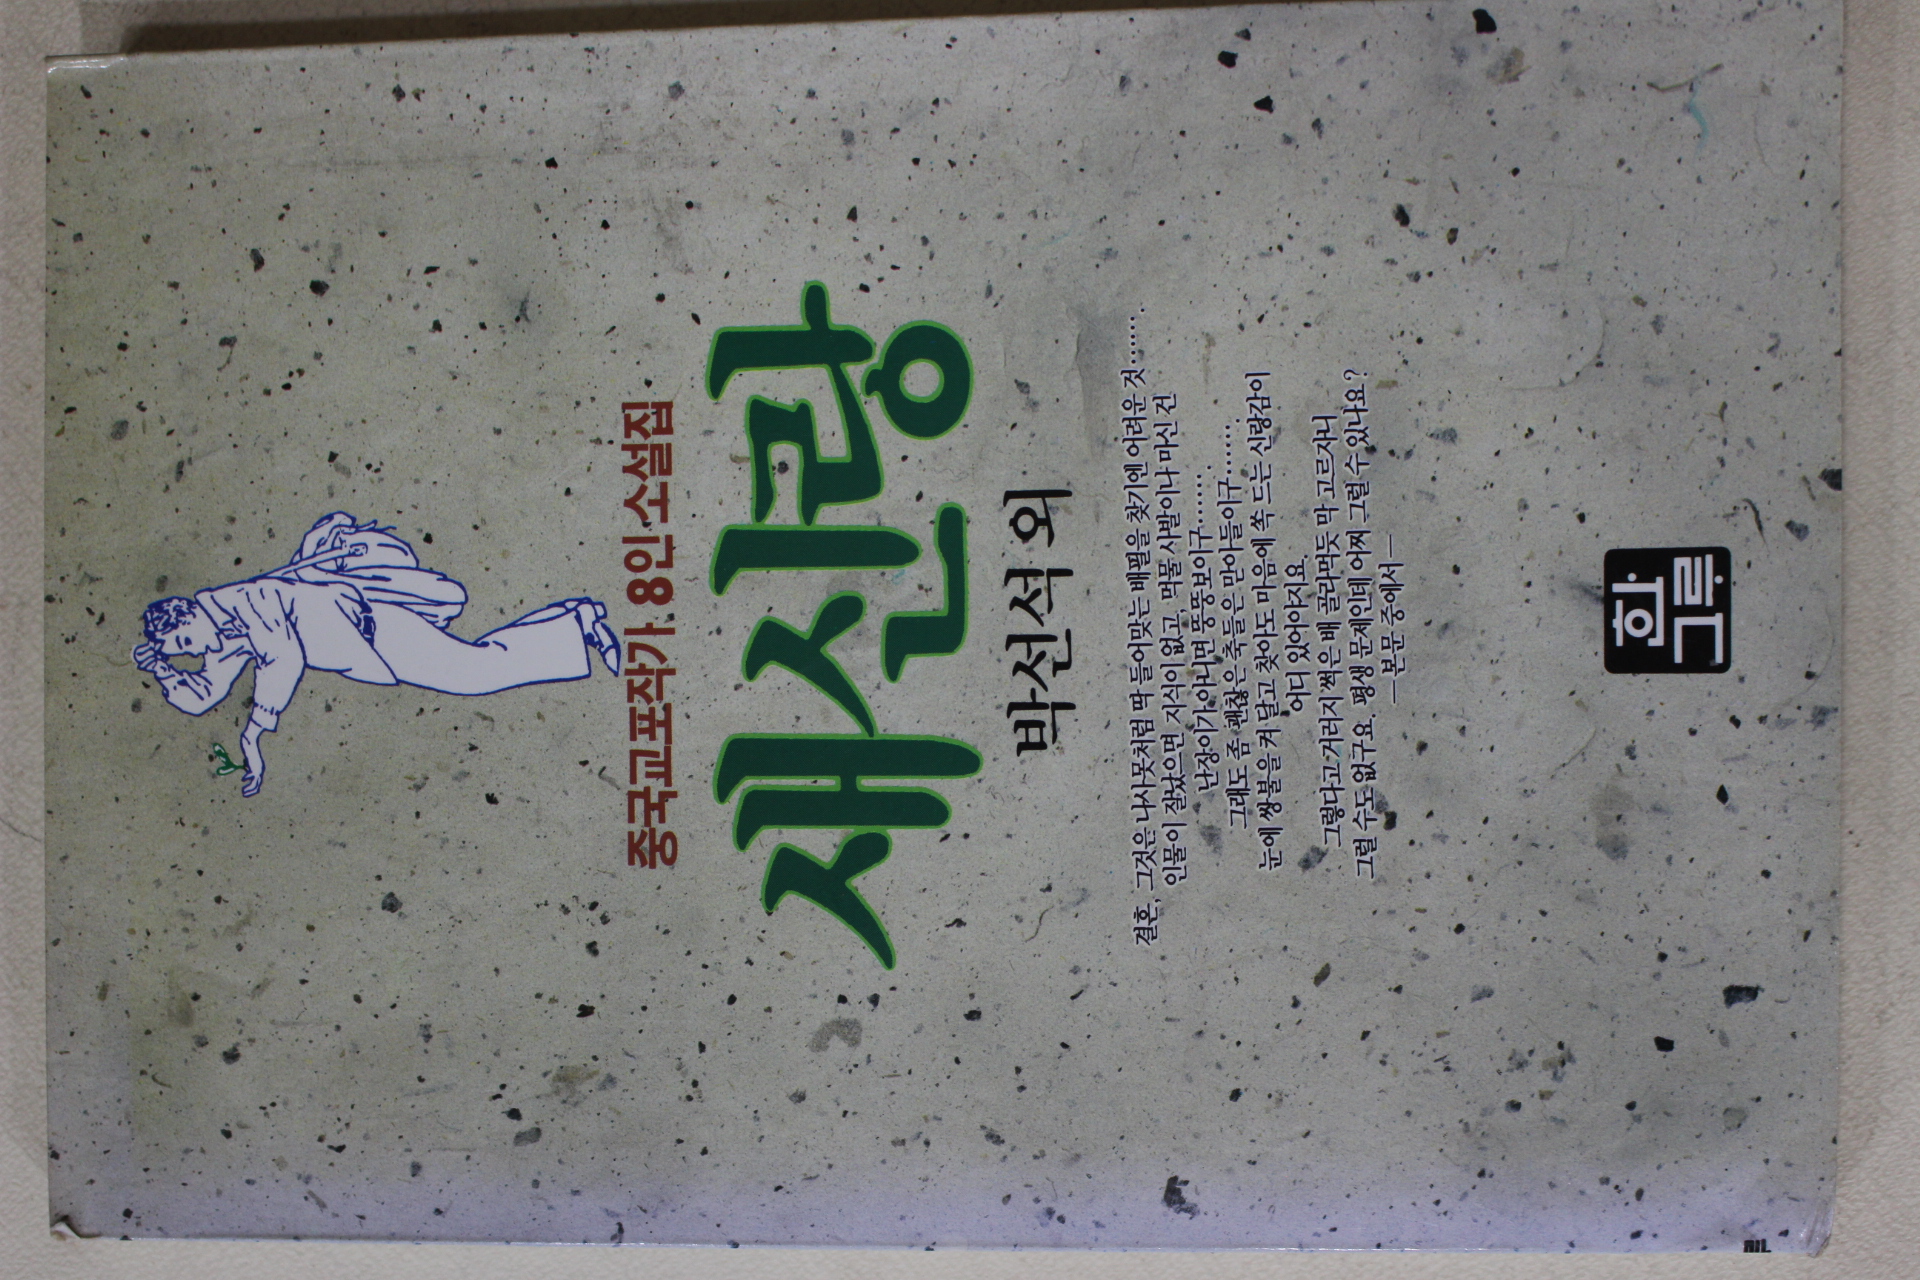 중국교포작가 8인 소설집
새신랑
박선석 외
결혼, 그것은 나사못처럼 딱 들어맞는 배필을 찾기엔 어려운 것…….
인물이 잘났으면 지식이 없고, 먹물 사발이나 마신 건
난장이가 아니면 뚱뚱보이구…….
그래도 좀 괜찮은 축들은 맏아들이구…….
눈에 쌍불을 켜 달고 찾아도 마음에 쏙 드는 신랑감이
어디 있어야지요.
그렇다고 거러지 썩은 배 골라먹듯 막 고르자니
그럴 수도 없구요. 평생 문제인데 어찌 그럴 수 있나요?
—본문 중에서—
한
그루